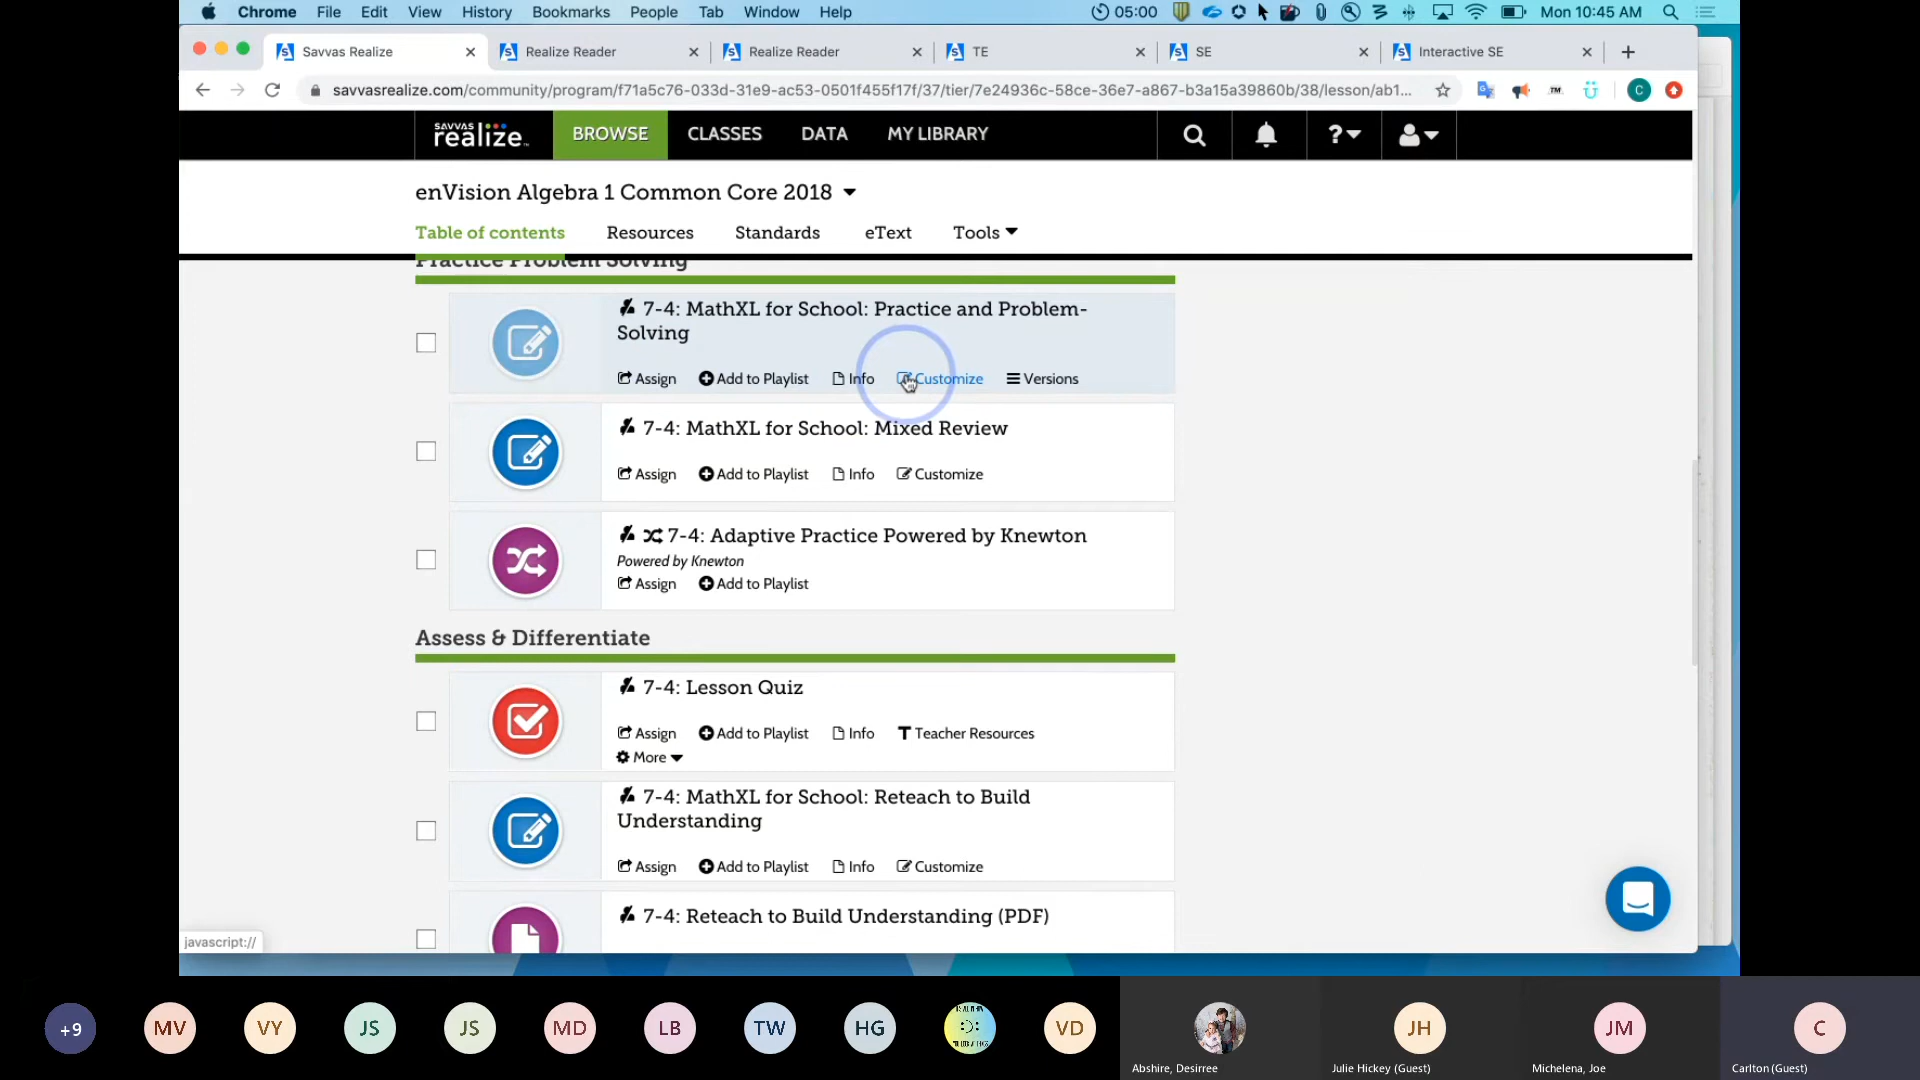 Chrome File Edit View History Bookmarks People Tab Window Help 05:00 Mon 10:45 AM
Savvas Realize Realize Reader Realize Reader TE SE Interactive SE
savvasrealize.com/community/program/f71a5c76-033d-31e9-ac53-0501f455f17f/37/tier/7e24936c-58ce-36e7-a867-b3a15a39860b/38/lesson/ab1... TM C
SAVVAS
realize™ BROWSE CLASSES DATA MY LIBRARY ?
enVision Algebra 1 Common Core 2018
Table of contents Resources Standards eText Tools
Practice Problem Solving
7-4: MathXL for School: Practice and Problem-
Solving
Assign Add to Playlist Info Customize Versions
7-4: MathXL for School: Mixed Review
Assign Add to Playlist Info Customize
7-4: Adaptive Practice Powered by Knewton
Powered by Knewton
Assign Add to Playlist
Assess & Differentiate
7-4: Lesson Quiz
Assign Add to Playlist Info Teacher Resources
More
7-4: MathXL for School: Reteach to Build
Understanding
Assign Add to Playlist Info Customize
7-4: Reteach to Build Understanding (PDF)
javascript://
+9 MV VY JS JS MD LB TW HG VD JH JM C
Abshire, Desirree Julie Hickey (Guest) Michelena, Joe Carlton (Guest)